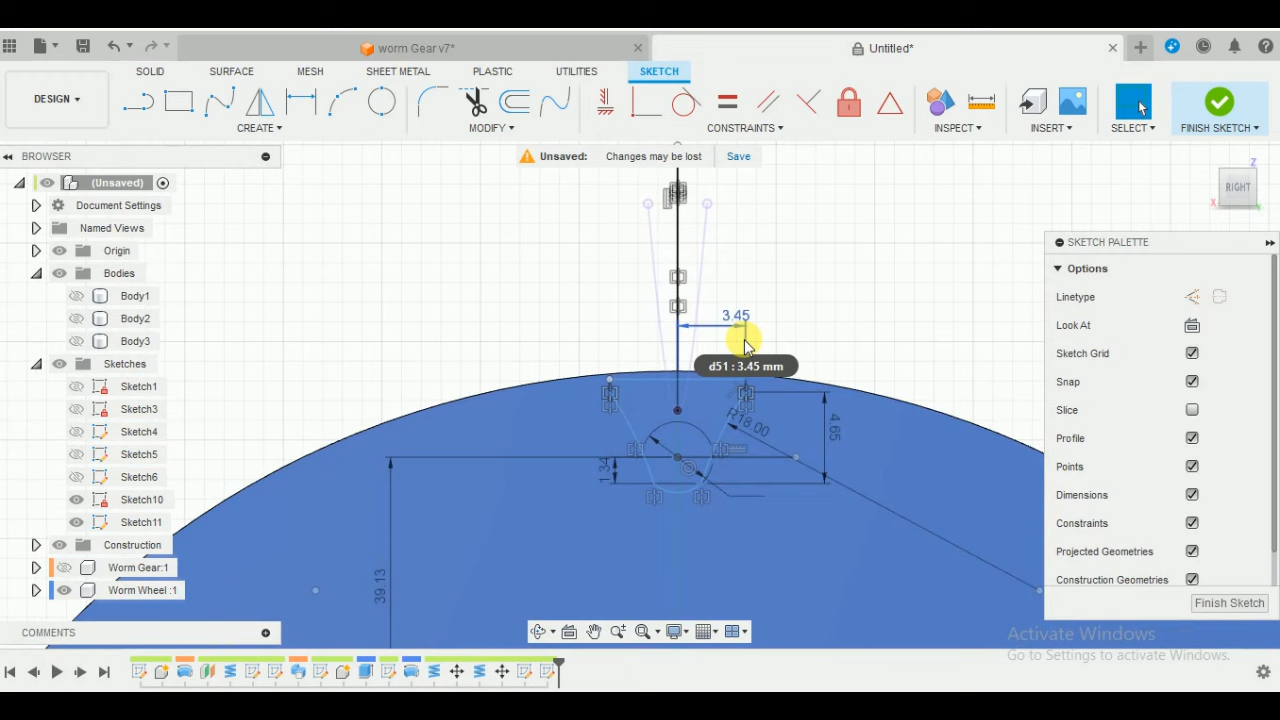 worm Gear v7*
Untitled*
DESIGN
SOLID SURFACE MESH SHEET METAL PLASTIC UTILITIES SKETCH
CREATE MODIFY CONSTRAINTS INSPECT INSERT SELECT FINISH SKETCH
BROWSER
Unsaved: Changes may be lost Save
(Unsaved)
Document Settings
Named Views
Origin
Bodies
Body1
Body2
Body3
Sketches
Sketch1
Sketch3
Sketch4
Sketch5
Sketch6
Sketch10
Sketch11
Construction
Worm Gear:1
Worm Wheel :1
COMMENTS
Z
RIGHT
X
Y
3.45
d51 : 3.45 mm
R18.00
4.65
1.34
39.13
SKETCH PALETTE
Options
Linetype
Look At
Sketch Grid
Snap
Slice
Profile
Points
Dimensions
Constraints
Projected Geometries
Construction Geometries
Finish Sketch
Activate Windows
Go to Settings to activate Windows.